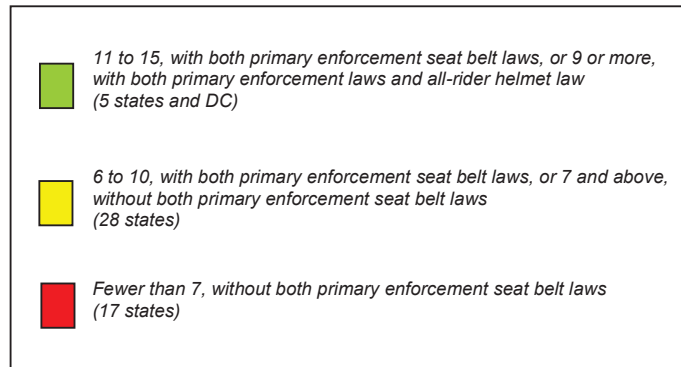 11 to 15, with both primary enforcement seat belt laws, or 9 or more,
with both primary enforcement laws and all-rider helmet law
(5 states and DC)
6 to 10, with both primary enforcement seat belt laws, or 7 and above,
without both primary enforcement seat belt laws
(28 states)
Fewer than 7, without both primary enforcement seat belt laws
(17 states)